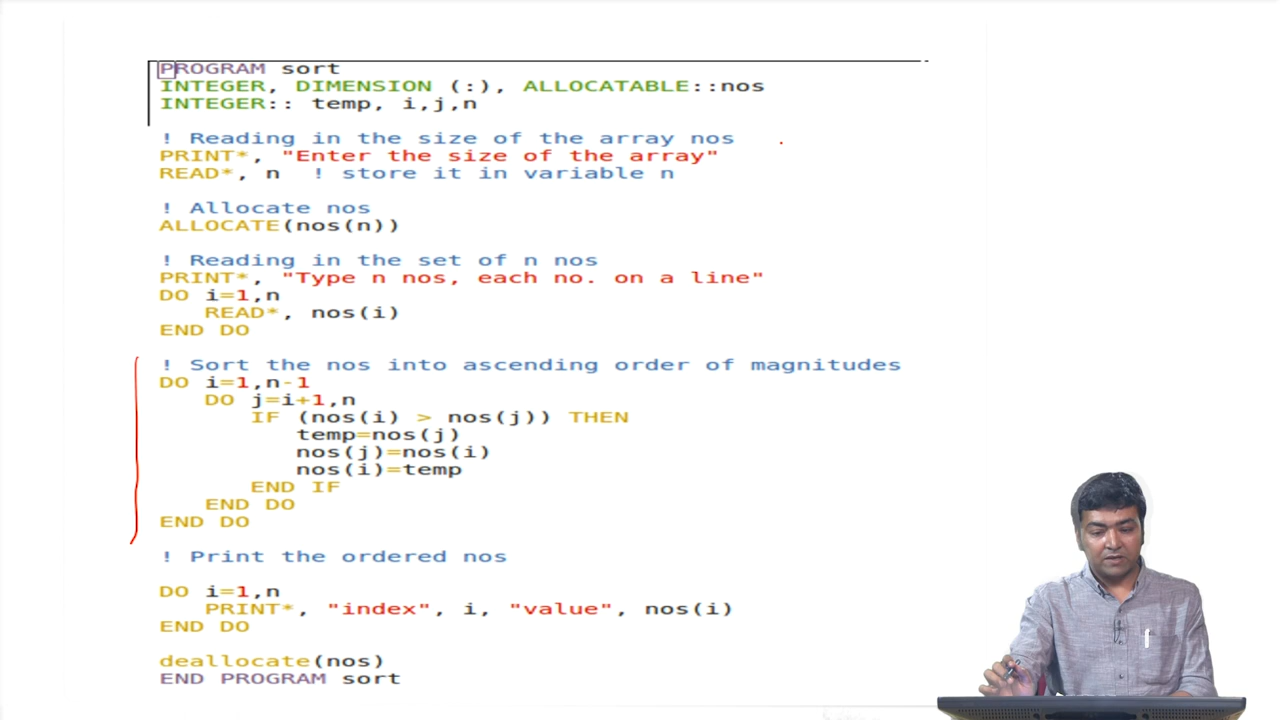 PROGRAM sort
INTEGER, DIMENSION (:), ALLOCATABLE::nos
INTEGER:: temp, i,j,n
! Reading in the size of the array nos
PRINT*, "Enter the size of the array"
READ*, n  ! store it in variable n
! Allocate nos
ALLOCATE(nos(n))
! Reading in the set of n nos
PRINT*, "Type n nos, each no. on a line"
DO i=1,n
   READ*, nos(i)
END DO
! Sort the nos into ascending order of magnitudes
DO i=1,n-1
   DO j=i+1,n
      IF (nos(i) > nos(j)) THEN
         temp=nos(j)
         nos(j)=nos(i)
         nos(i)=temp
      END IF
   END DO
END DO
! Print the ordered nos
DO i=1,n
   PRINT*, "index", i, "value", nos(i)
END DO
deallocate(nos)
END PROGRAM sort